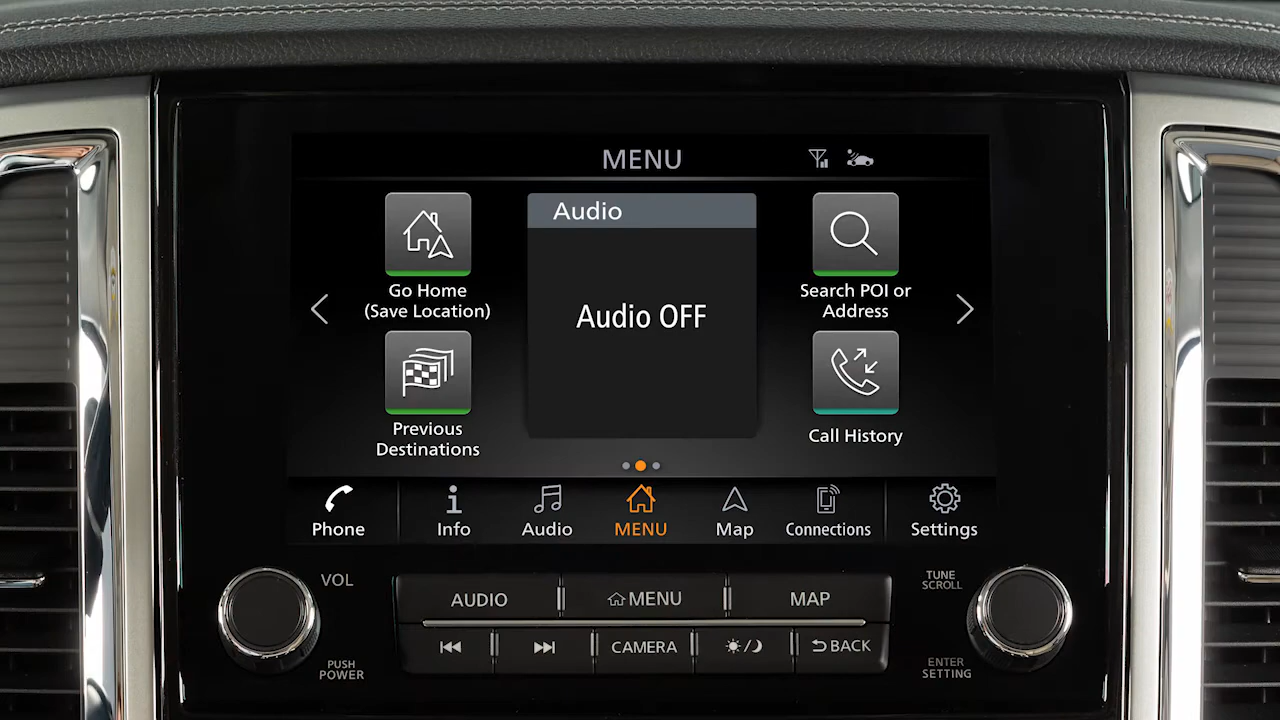 MENU
Audio
Go Home
(Save Location)
Audio OFF
Search POI or
Address
Previous
Destinations
Call History
Phone
Info
Audio
MENU
Map
Connections
Settings
VOL
PUSH
POWER
AUDIO
MENU
MAP
CAMERA
BACK
TUNE
SCROLL
ENTER
SETTING